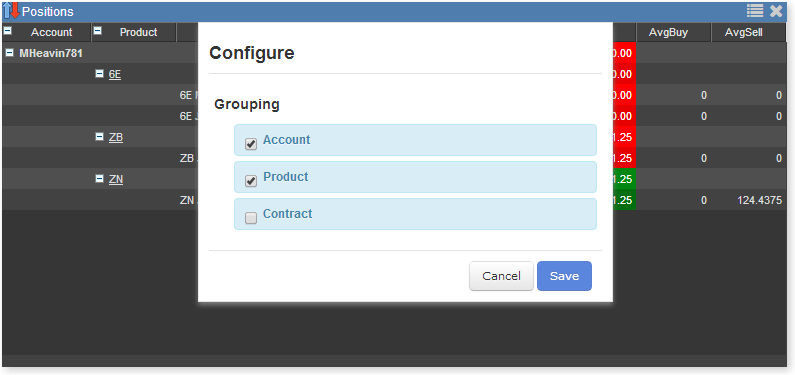 Positions
Account Product AvgBuy AvgSell
MHeavin781 0.00
Configure
6E 0.00
6E 0.00 0 0
Grouping
6E 0.00 0 0
ZB 1.25
Account
ZB 1.25 0 0
Product
ZN 1.25
ZN 1.25 0 124.4375
Contract
Cancel Save